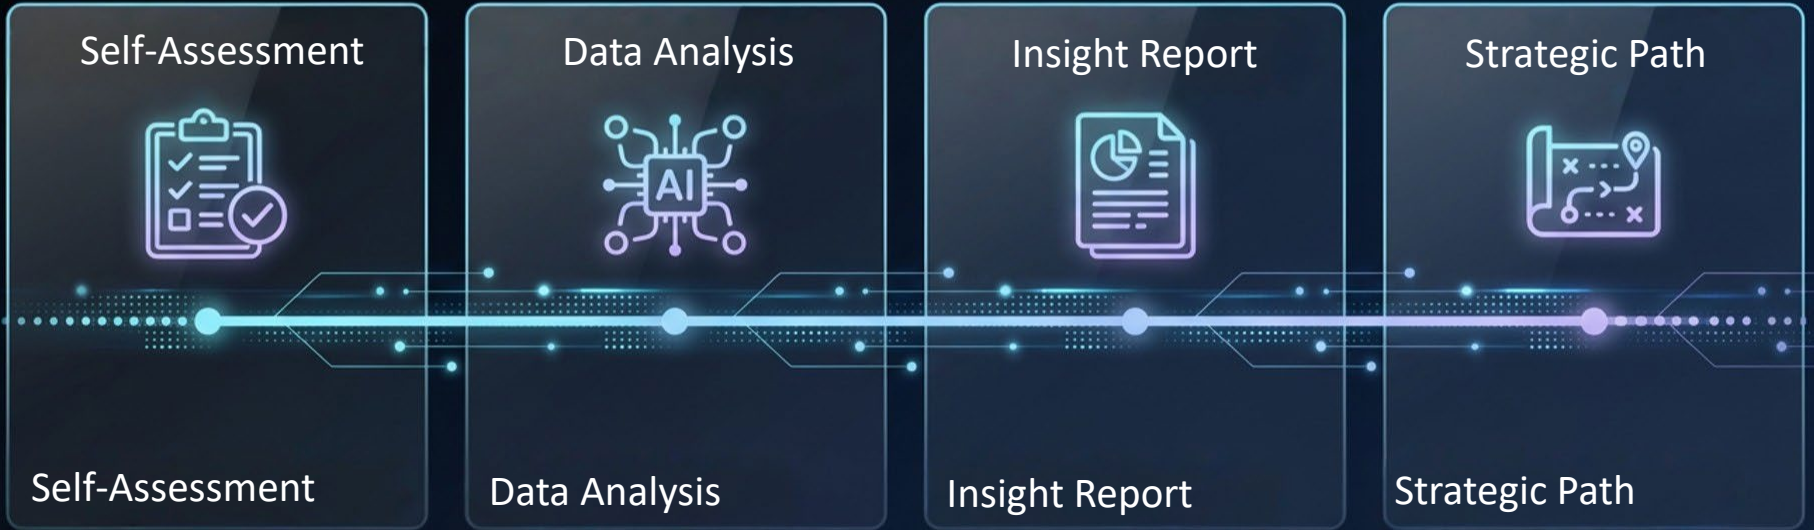 Self-Assessment
Data Analysis
Insight Report
Strategic Path
AI
Self-Assessment
Data Analysis
Insight Report
Strategic Path